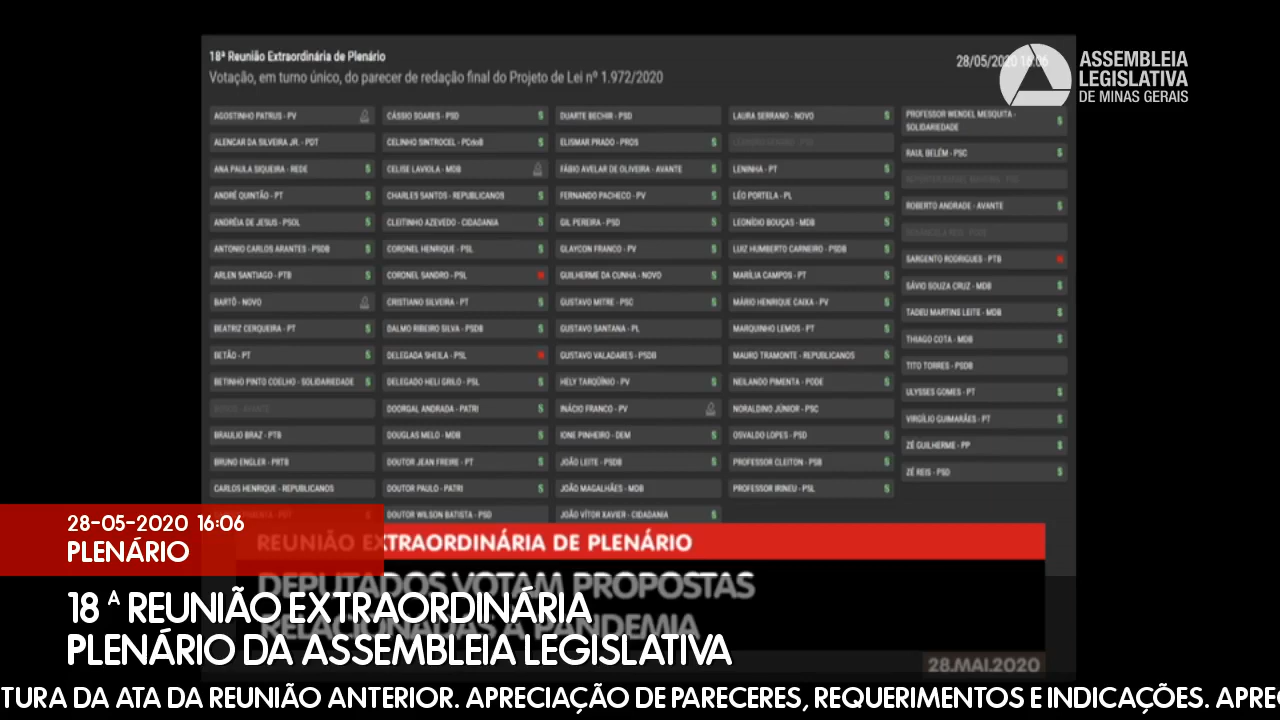 18ª Reunião Extraordinária de Plenário
28/05/2020 16:06
Votação, em turno único, do parecer de redação final do Projeto de Lei nº 1.972/2020
ASSEMBLEIA
LEGISLATIVA
DE MINAS GERAIS
AGOSTINHO PATRUS - PV
ALENCAR DA SILVEIRA JR. - PDT
ANA PAULA SIQUEIRA - REDE S
ANDRÉ QUINTÃO - PT S
ANDRÉIA DE JESUS - PSOL S
ANTONIO CARLOS ARANTES - PSDB S
ARLEN SANTIAGO - PTB S
BARTÔ - NOVO
BEATRIZ CERQUEIRA - PT S
BETÃO - PT S
BETINHO PINTO COELHO - SOLIDARIEDADE S
BRAULIO BRAZ - PTB
BRUNO ENGLER - PRTB
CARLOS HENRIQUE - REPUBLICANOS
CÁSSIO SOARES - PSD S
CELINHO SINTROCEL - PCdoB S
CELISE LAVIOLA - MDB
CHARLES SANTOS - REPUBLICANOS S
CLEITINHO AZEVEDO - CIDADANIA S
CORONEL HENRIQUE - PSL S
CORONEL SANDRO - PSL
CRISTIANO SILVEIRA - PT S
DALMO RIBEIRO SILVA - PSDB S
DELEGADA SHEILA - PSL
DELEGADO HELI GRILO - PSL S
DOORGAL ANDRADA - PATRI S
DOUGLAS MELO - MDB S
DOUTOR JEAN FREIRE - PT S
DOUTOR PAULO - PATRI S
DOUTOR WILSON BATISTA - PSD
DUARTE BECHIR - PSD
ELISMAR PRADO - PROS S
FÁBIO AVELAR DE OLIVEIRA - AVANTE S
FERNANDO PACHECO - PV S
GIL PEREIRA - PSD S
GLAYCON FRANCO - PV S
GUILHERME DA CUNHA - NOVO S
GUSTAVO MITRE - PSC S
GUSTAVO SANTANA - PL
GUSTAVO VALADARES - PSDB
HELY TARQÜÍNIO - PV S
INÁCIO FRANCO - PV
IONE PINHEIRO - DEM S
JOÃO LEITE - PSDB S
JOÃO MAGALHÃES - MDB
JOÃO VÍTOR XAVIER - CIDADANIA S
LAURA SERRANO - NOVO S
LENINHA - PT S
LÉO PORTELA - PL S
LEONÍDIO BOUÇAS - MDB S
LUIZ HUMBERTO CARNEIRO - PSDB S
MARÍLIA CAMPOS - PT S
MÁRIO HENRIQUE CAIXA - PV S
MARQUINHO LEMOS - PT S
MAURO TRAMONTE - REPUBLICANOS S
NEILANDO PIMENTA - PODE S
NORALDINO JÚNIOR - PSC
OSVALDO LOPES - PSD S
PROFESSOR CLEITON - PSB S
PROFESSOR IRINEU - PSL S
PROFESSOR WENDEL MESQUITA -
SOLIDARIEDADE S
RAUL BELÉM - PSC S
ROBERTO ANDRADE - AVANTE S
SARGENTO RODRIGUES - PTB
SÁVIO SOUZA CRUZ - MDB S
TADEU MARTINS LEITE - MDB S
THIAGO COTA - MDB S
TITO TORRES - PSDB
ULYSSES GOMES - PT S
VIRGÍLIO GUIMARÃES - PT S
ZÉ GUILHERME - PP S
ZÉ REIS - PSD S
REUNIÃO EXTRAORDINÁRIA DE PLENÁRIO
DEPUTADOS VOTAM PROPOSTAS
RELACIONADAS À PANDEMIA
28.MAI.2020
28-05-2020 16:06
PLENÁRIO
18 ª REUNIÃO EXTRAORDINÁRIA
PLENÁRIO DA ASSEMBLEIA LEGISLATIVA
TURA DA ATA DA REUNIÃO ANTERIOR. APRECIAÇÃO DE PARECERES, REQUERIMENTOS E INDICAÇÕES. APRE